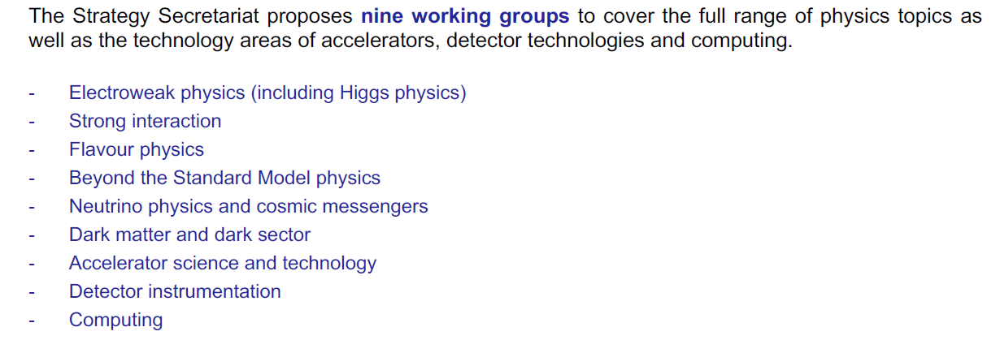 The Strategy Secretariat proposes nine working groups to cover the full range of physics topics as
well as the technology areas of accelerators, detector technologies and computing.
- Electroweak physics (including Higgs physics)
- Strong interaction
- Flavour physics
- Beyond the Standard Model physics
- Neutrino physics and cosmic messengers
- Dark matter and dark sector
- Accelerator science and technology
- Detector instrumentation
- Computing